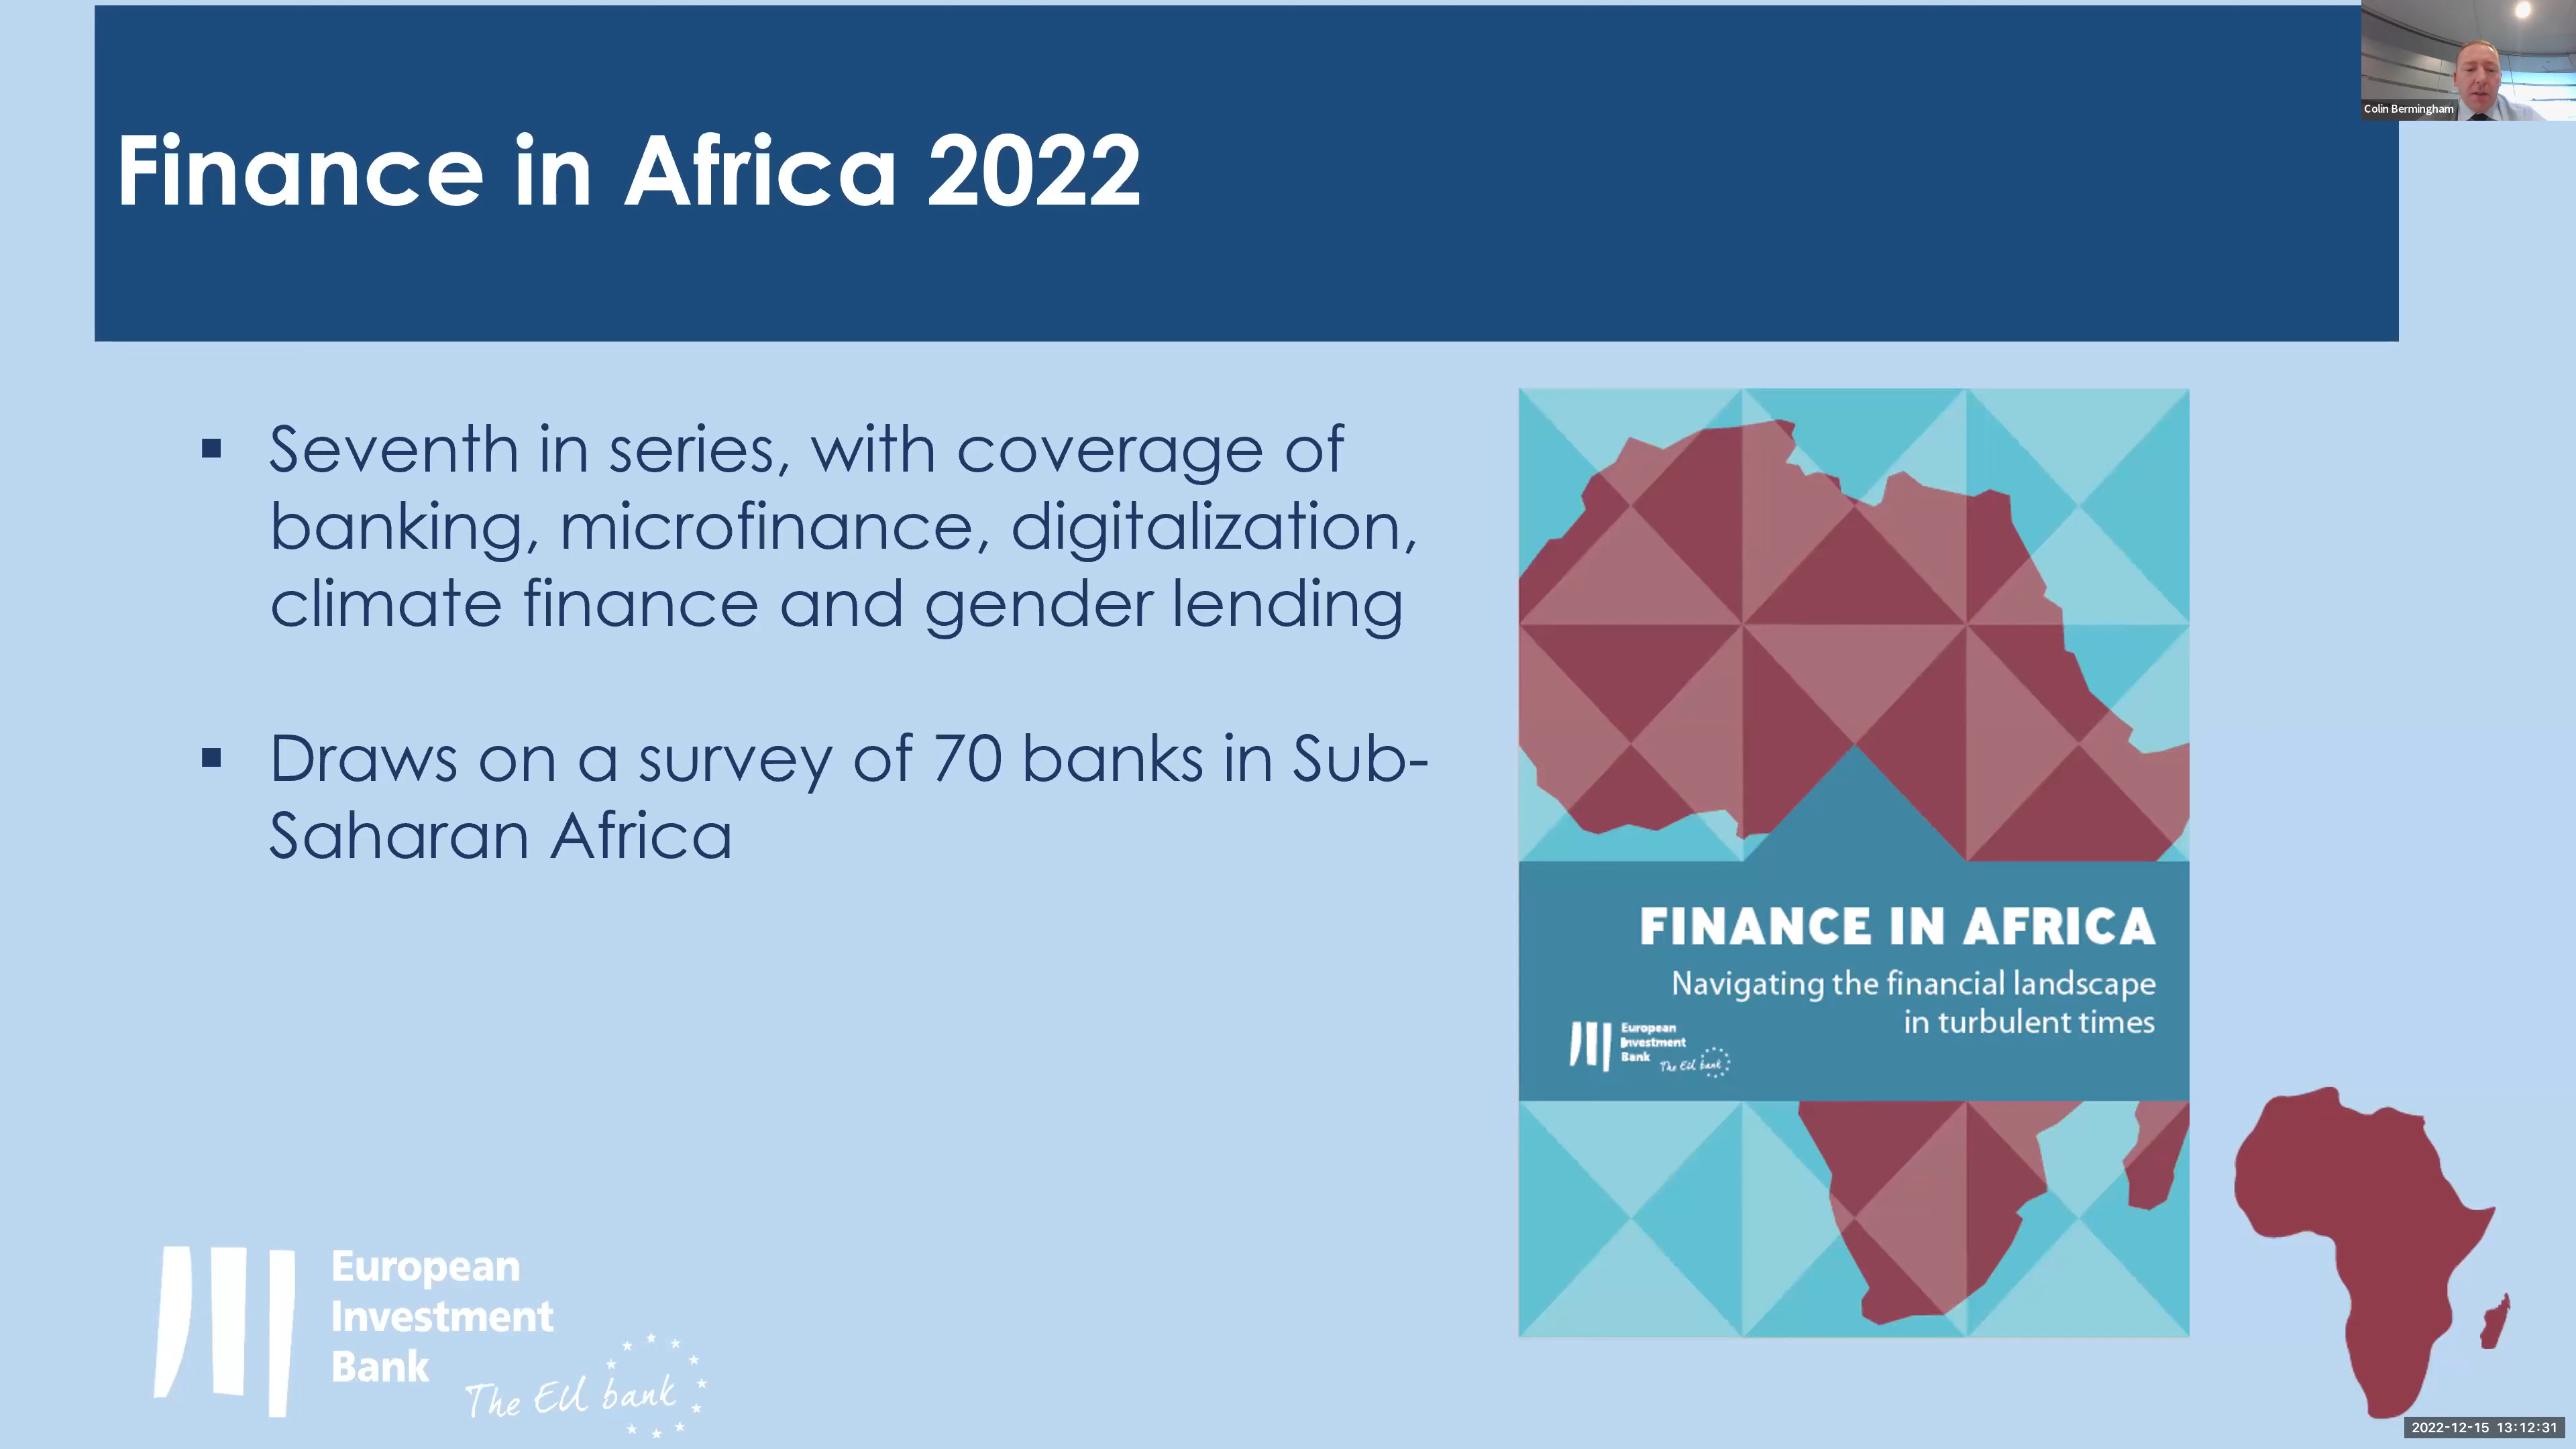 Colin Bermingham
Finance in Africa 2022
▪ Seventh in series, with coverage of
banking, microfinance, digitalization,
climate finance and gender lending
▪ Draws on a survey of 70 banks in Sub-
Saharan Africa
FINANCE IN AFRICA
Navigating the financial landscape
in turbulent times
European
Investment
Bank
The EU bank
European
Investment
Bank
The EU bank
2022-12-15 13:12:31